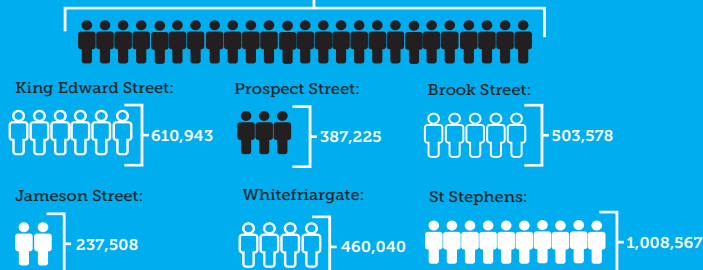 King Edward Street:
610,943
Prospect Street:
387,225
Brook Street:
503,578
Jameson Street:
237,508
Whitefriargate:
460,040
St Stephens:
1,008,567